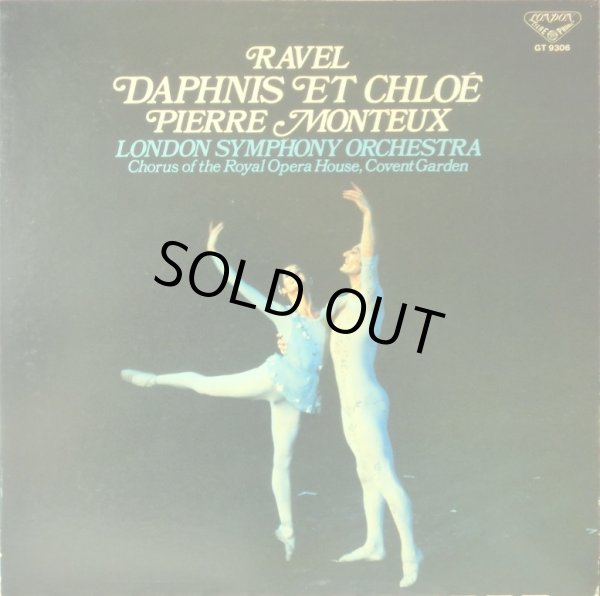 LONDON
GT 9306
RAVEL
DAPHNIS ET CHLOÉ
PIERRE MONTEUX
LONDON SYMPHONY ORCHESTRA
Chorus of the Royal Opera House, Covent Garden
SOLD OUT